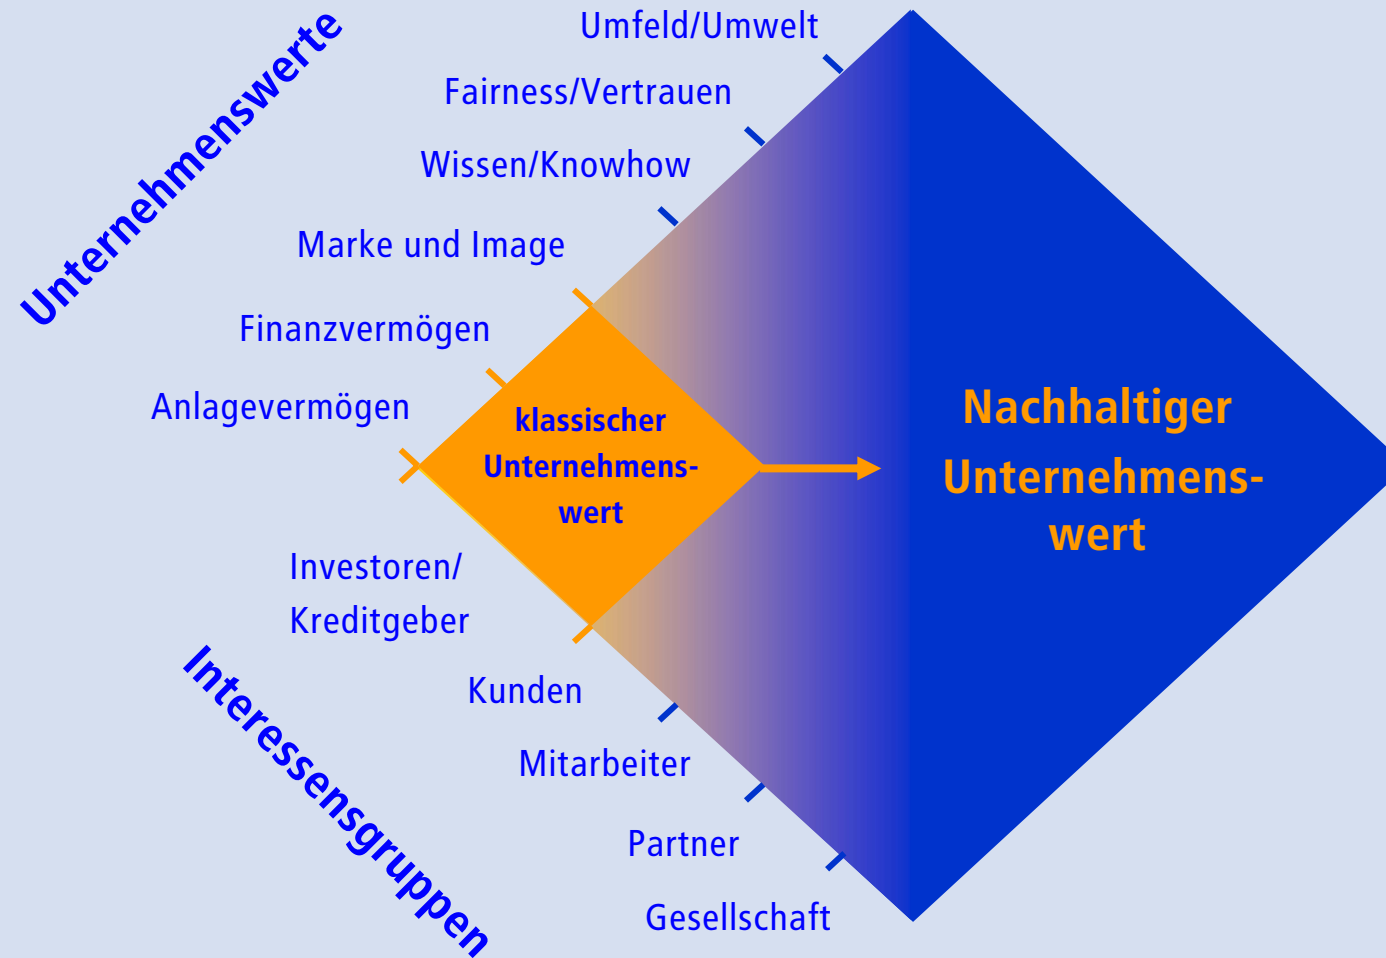 Unternehmenswerte
Umfeld/Umwelt
Fairness/Vertrauen
Wissen/Knowhow
Marke und Image
Finanzvermögen
Anlagevermögen
klassischer
Unternehmens-
wert
Nachhaltiger
Unternehmens-
wert
Investoren/
Kreditgeber
Kunden
Mitarbeiter
Partner
Gesellschaft
Interessensgruppen